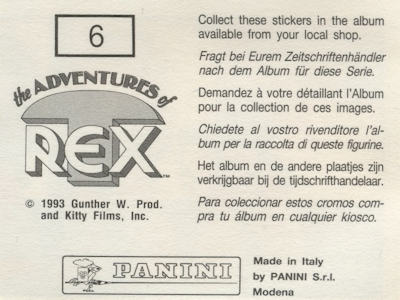 6
the ADVENTURES of
REX™
© 1993 Gunther W. Prod.
and Kitty Films, Inc.
Collect these stickers in the album
available from your local shop.
Fragt bei Eurem Zeitschriftenhändler
nach dem Album für diese Serie.
Demandez à votre détaillant l'Album
pour la collection de ces images.
Chiedete al vostro rivenditore l'al-
bum per la raccolta di queste figurine.
Het album en de andere plaatjes zijn
verkrijgbaar bij de tijdschrifthandelaar.
Para coleccionar estos cromos com-
pra tu álbum en cualquier kiosco.
PANINI
Made in Italy
by PANINI S.r.l.
Modena